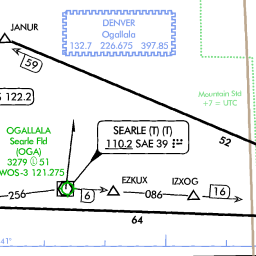 JANUR
DENVER
Ogallala
132.7 226.675 397.85
59
Mountain Std
+7 = UTC
122.2
OGALLALA
Searle Fld
(OGA)
3279 51
WOS-3 121.275
SEARLE (T) (T)
110.2 SAE 39
52
256
6
EZKUX
086
IZXOG
16
64
41°